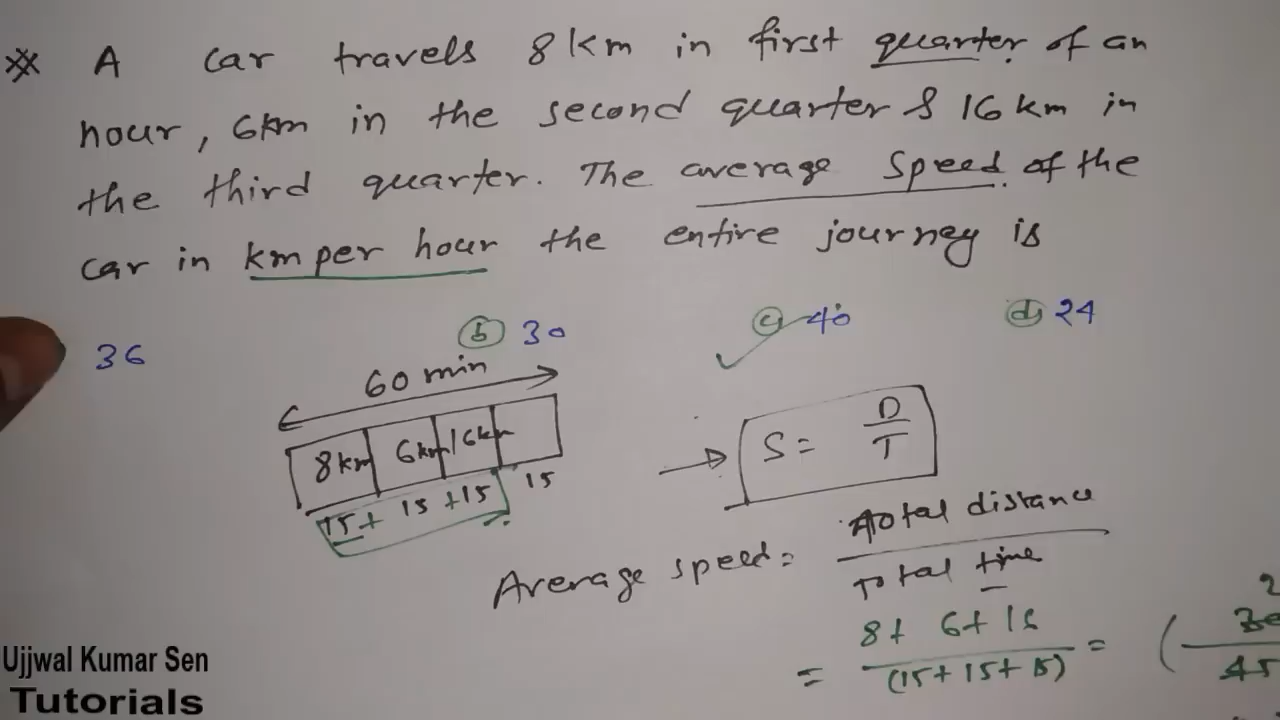 ※ A car travels 8 km in first quarter of an
hour, 6km in the second quarter & 16 km in
the third quarter. The average speed of the
car in km per hour the entire journey is
36 (b) 30 (c) 40 (d) 24
60 min
8km 6km 16km
15+ 15 +15 15
S = D/T
Average speed = Total distance
Total time
= 8+ 6+ 16 = (
(15+ 15+ 15) 45
Ujjwal Kumar Sen
Tutorials